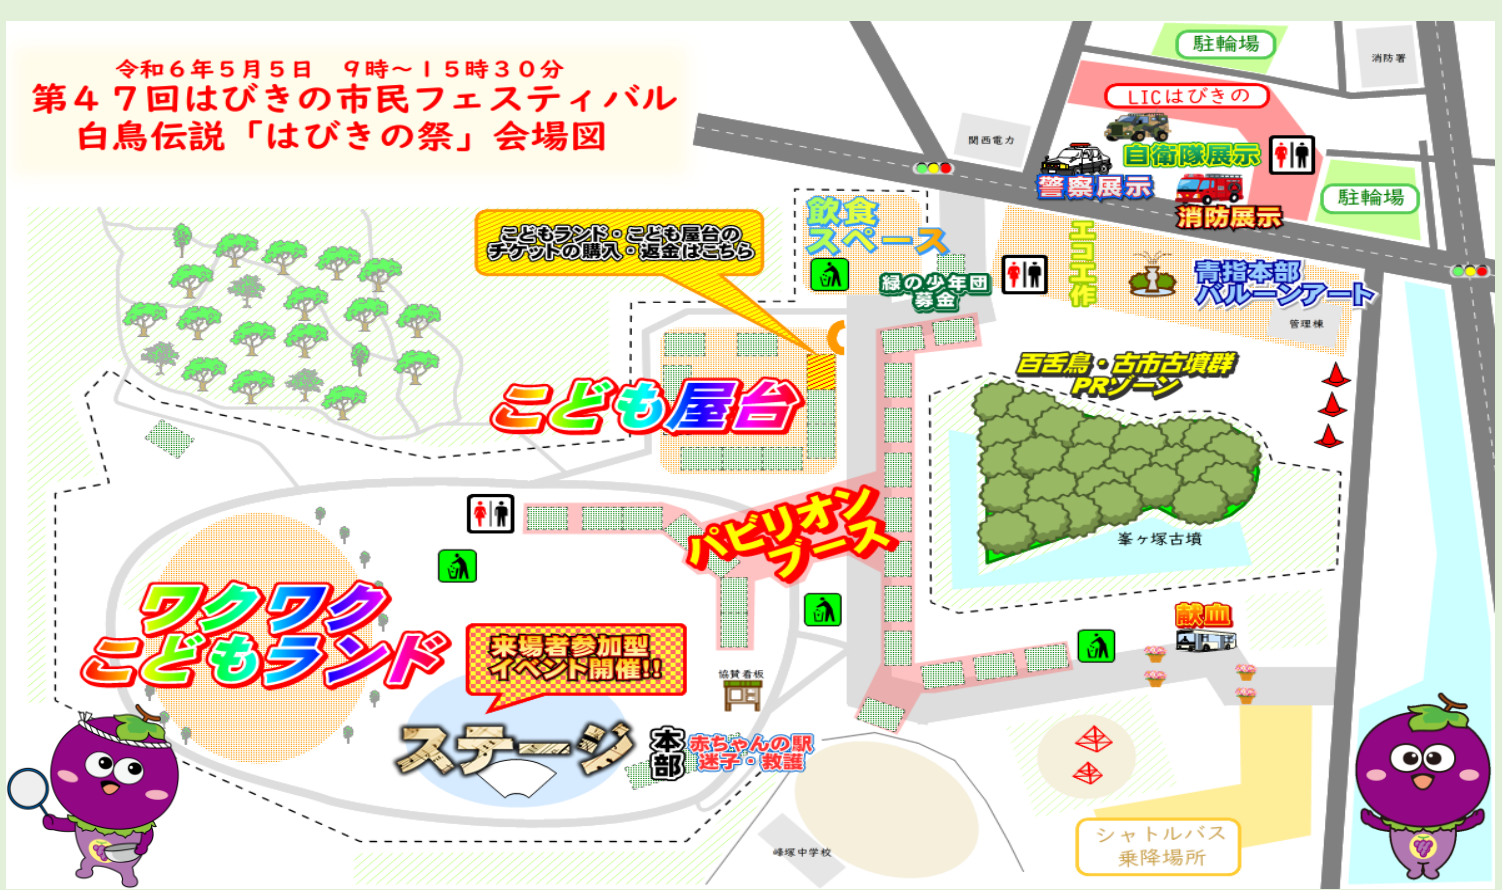 令和6年5月5日　9時～15時30分
第47回はびきの市民フェスティバル
白鳥伝説「はびきの祭」会場図
駐輪場
消防署
LICはびきの
関西電力
自衛隊展示
警察展示
消防展示
駐輪場
こどもランド・こども屋台の
チケットの購入・返金はこちら
飲食
スペース
緑の少年団
募金
エコ工作
青指本部
バルーンアート
管理棟
百舌鳥・古市古墳群
PRゾーン
こども屋台
パビリオン
ブース
峯ヶ塚古墳
ワクワク
こどもランド
来場者参加型
イベント開催!!
献血
協賛看板
ステージ
本部
赤ちゃんの駅
迷子・救護
シャトルバス
乗降場所
峰塚中学校